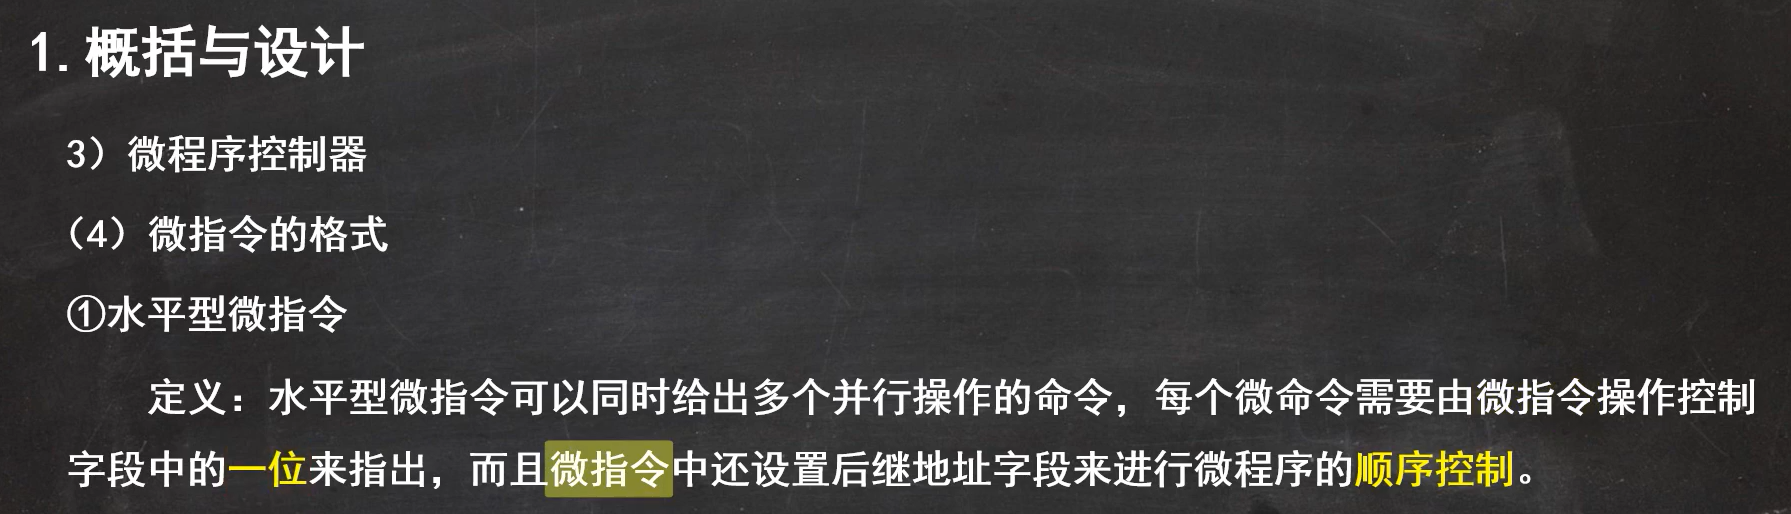 1.概括与设计
3）微程序控制器
（4）微指令的格式
①水平型微指令
定义：水平型微指令可以同时给出多个并行操作的命令，每个微命令需要由微指令操作控制
字段中的一位来指出，而且微指令中还设置后继地址字段来进行微程序的顺序控制。